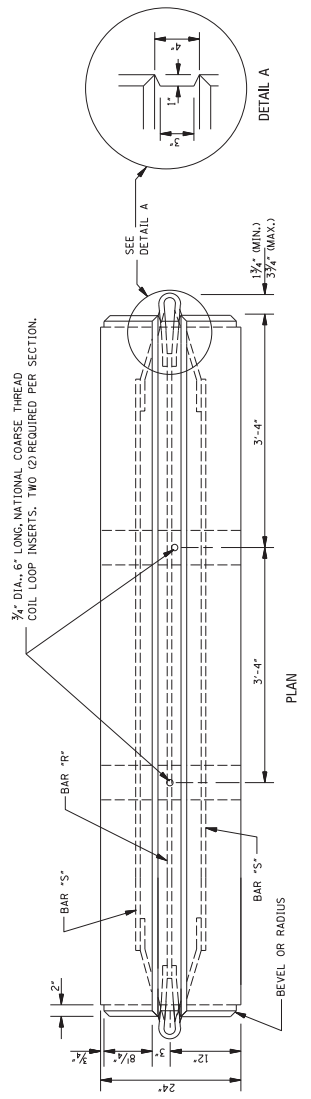 ¾" DIA., 6" LONG, NATIONAL COARSE THREAD
COIL LOOP INSERTS. TWO (2) REQUIRED PER SECTION.
BAR "S"
BAR "R"
SEE
DETAIL A
4"
1"
3"
DETAIL A
2"
¾"
8¼"
3"
12"
24"
BEVEL OR RADIUS
BAR "S"
3'-4"
3'-4"
1¾" (MIN.)
3¾" (MAX.)
PLAN